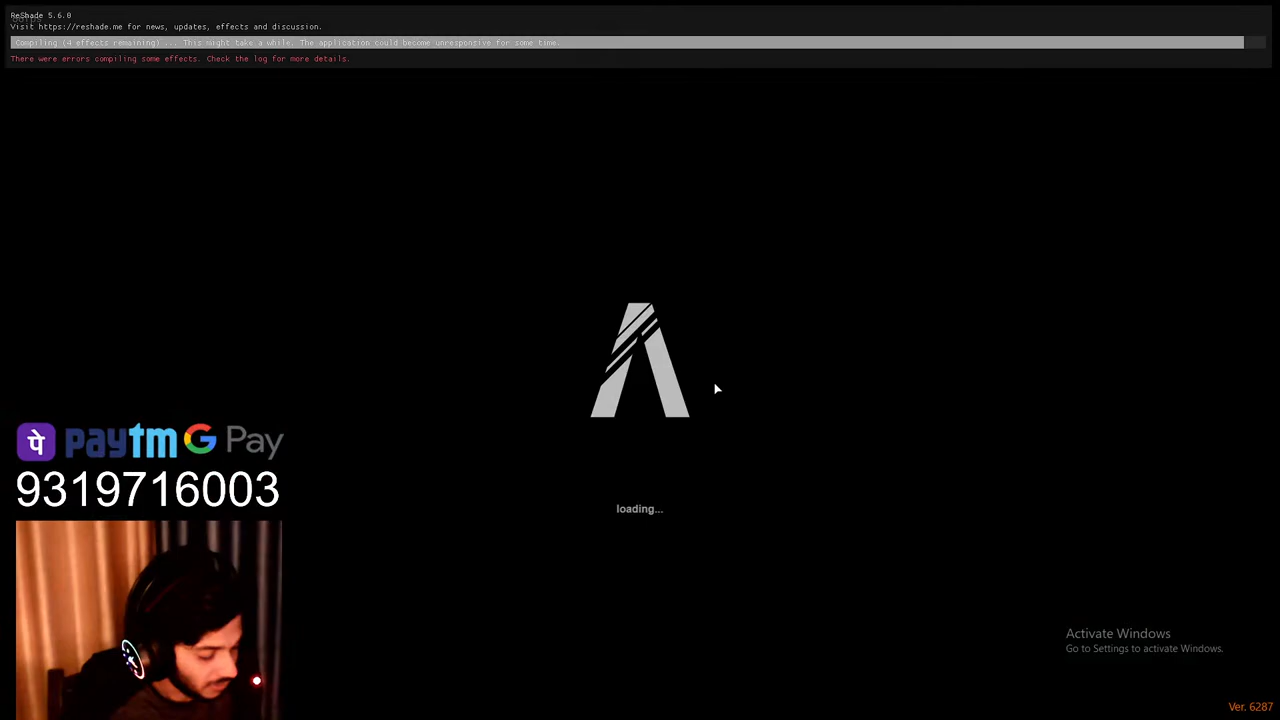 ReShade 5.6.0
Visit https://reshade.me for news, updates, effects and discussion.
Compiling (4 effects remaining) ... This might take a while. The application could become unresponsive for some time.
There were errors compiling some effects. Check the log for more details.
पे paytm G Pay
9319716003
loading...
Activate Windows
Go to Settings to activate Windows.
Ver. 6287